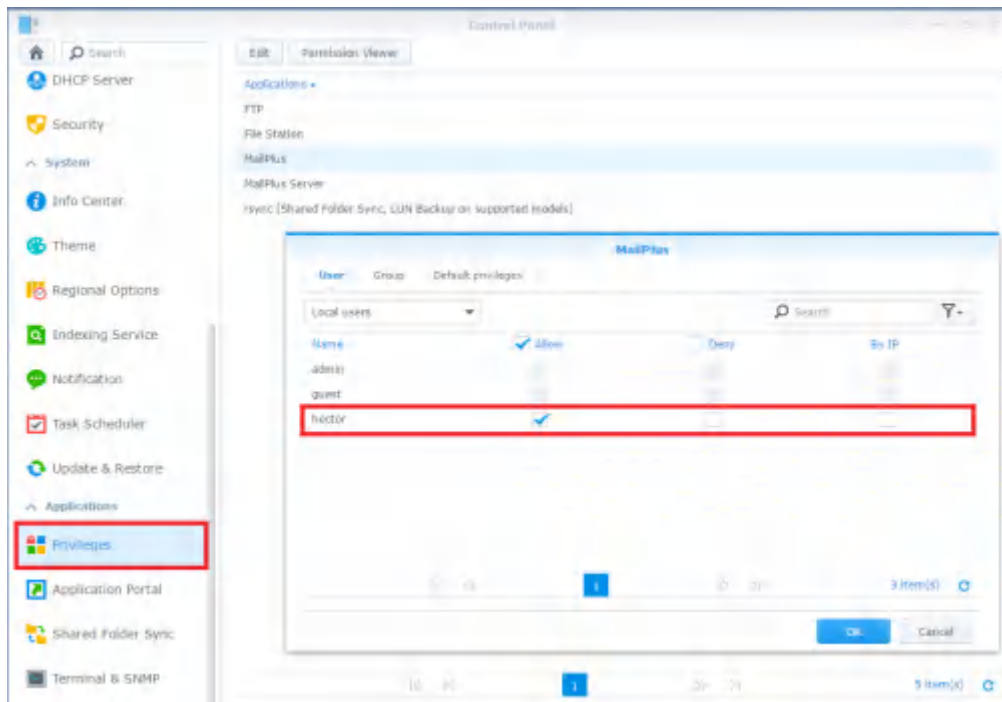 Control Panel
Search
Edit
Permission Viewer
DHCP Server
Security
System
Info Center
Theme
Regional Options
Indexing Service
Notification
Task Scheduler
Update & Restore
Applications
Privileges
Application Portal
Shared Folder Sync
Terminal & SNMP
Applications
FTP
File Station
MailPlus
MailPlus Server
rsync (Shared Folder Sync, LUN Backup on supported models)
MailPlus
User Group Default privileges
Local users
Search
Name Allow Deny By IP
admin
guest
hector
1
3 item(s)
OK Cancel
1
5 item(s)